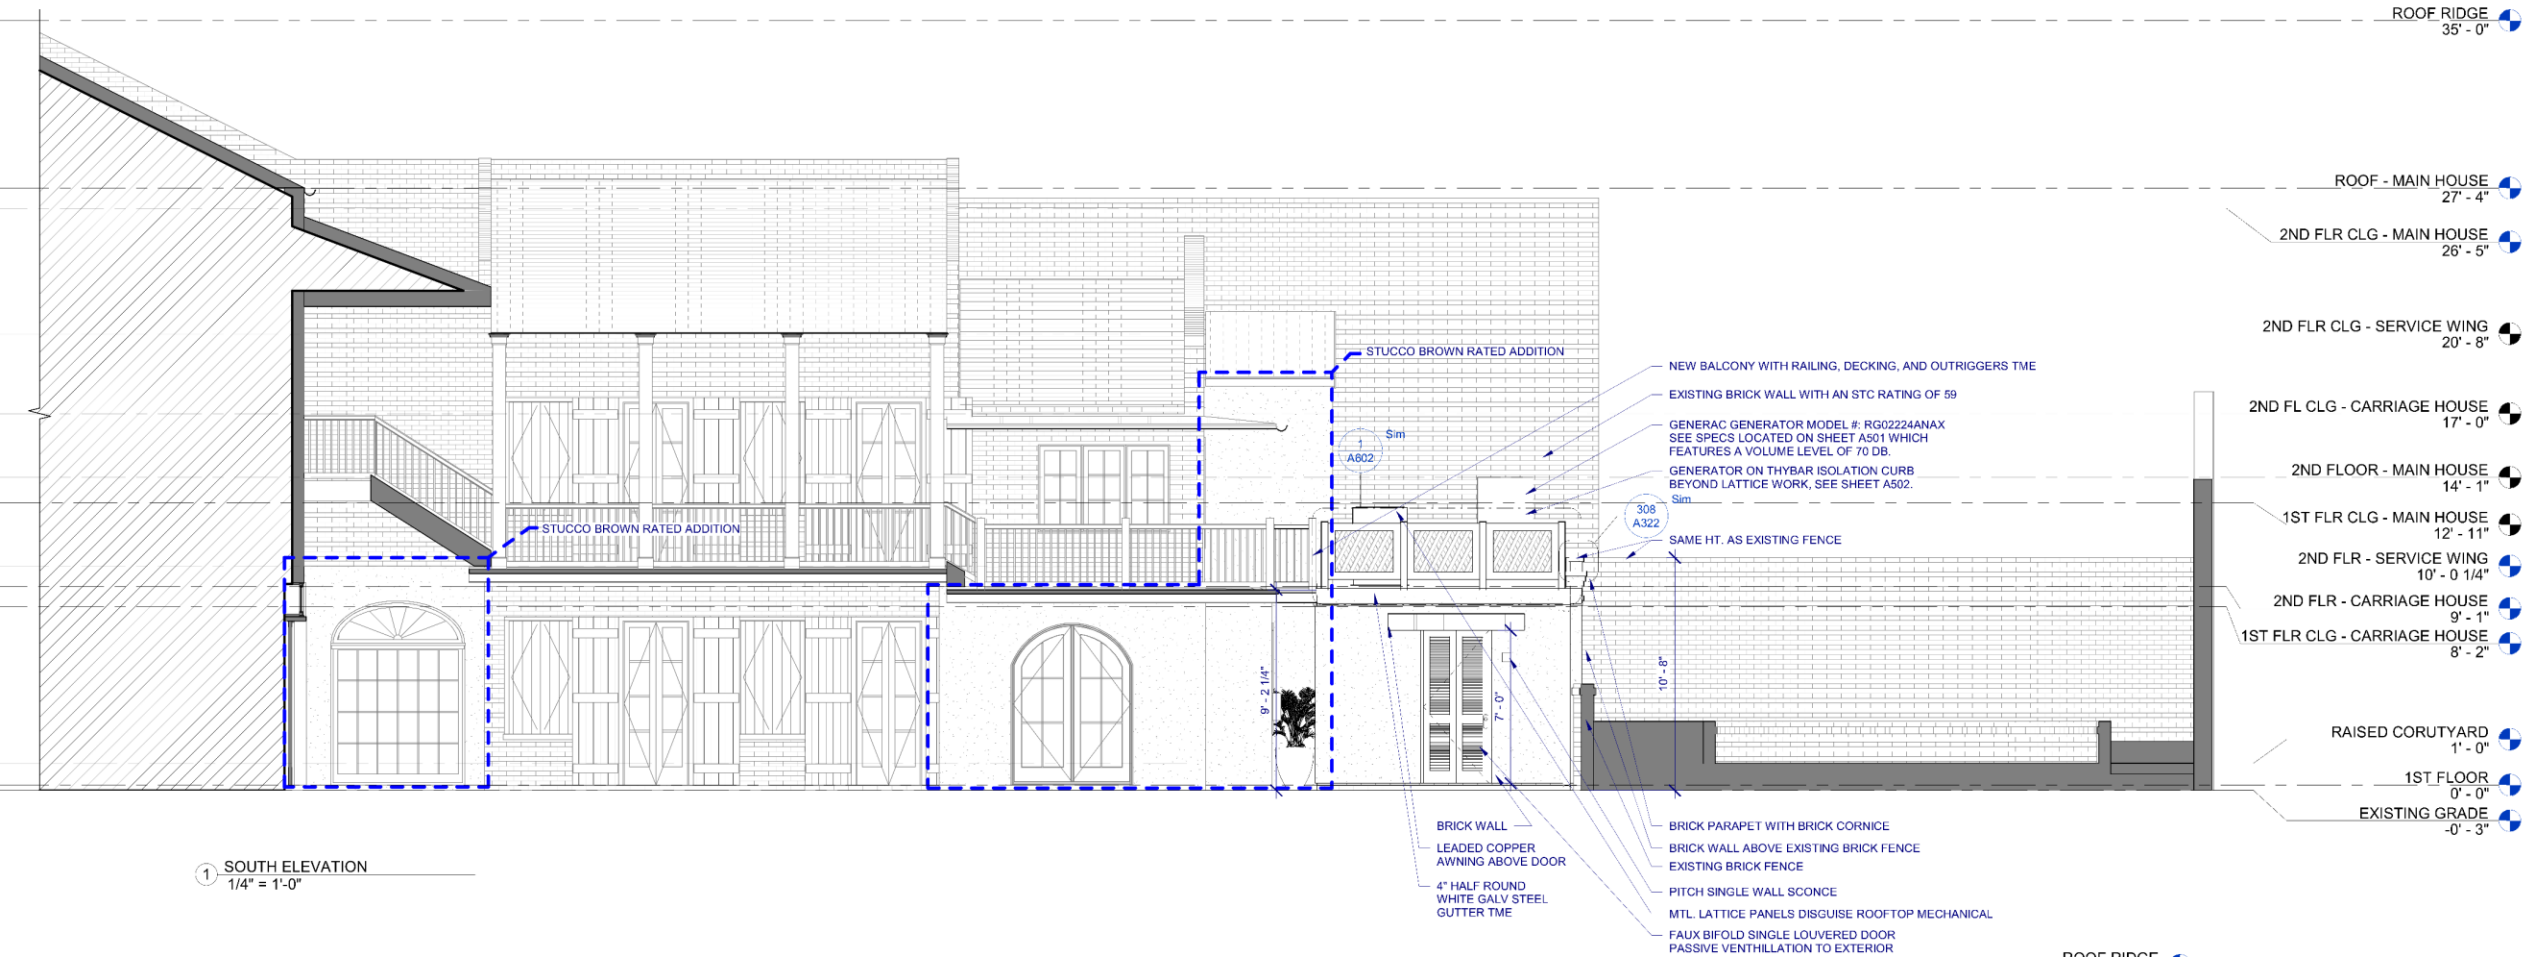 ROOF RIDGE
35' - 0"
ROOF - MAIN HOUSE
27' - 4"
2ND FLR CLG - MAIN HOUSE
26' - 5"
2ND FLR CLG - SERVICE WING
20' - 8"
2ND FL CLG - CARRIAGE HOUSE
17' - 0"
2ND FLOOR - MAIN HOUSE
14' - 1"
1ST FLR CLG - MAIN HOUSE
12' - 11"
2ND FLR - SERVICE WING
10' - 0 1/4"
2ND FLR - CARRIAGE HOUSE
9' - 1"
1ST FLR CLG - CARRIAGE HOUSE
8' - 2"
RAISED CORUTYARD
1' - 0"
1ST FLOOR
0' - 0"
EXISTING GRADE
-0' - 3"
STUCCO BROWN RATED ADDITION
STUCCO BROWN RATED ADDITION
NEW BALCONY WITH RAILING, DECKING, AND OUTRIGGERS TME
EXISTING BRICK WALL WITH AN STC RATING OF 59
GENERAC GENERATOR MODEL #: RG02224ANAX
SEE SPECS LOCATED ON SHEET A501 WHICH
FEATURES A VOLUME LEVEL OF 70 DB.
GENERATOR ON THYBAR ISOLATION CURB
BEYOND LATTICE WORK, SEE SHEET A502.
SAME HT. AS EXISTING FENCE
1
A602
Sim
308
A322
Sim
9' - 2 1/4"
7' - 0"
10' - 8"
BRICK WALL
LEADED COPPER
AWNING ABOVE DOOR
4" HALF ROUND
WHITE GALV STEEL
GUTTER TME
BRICK PARAPET WITH BRICK CORNICE
BRICK WALL ABOVE EXISTING BRICK FENCE
EXISTING BRICK FENCE
PITCH SINGLE WALL SCONCE
MTL. LATTICE PANELS DISGUISE ROOFTOP MECHANICAL
FAUX BIFOLD SINGLE LOUVERED DOOR
PASSIVE VENTHILLATION TO EXTERIOR
1
SOUTH ELEVATION
1/4" = 1'-0"
ROOF RIDGE